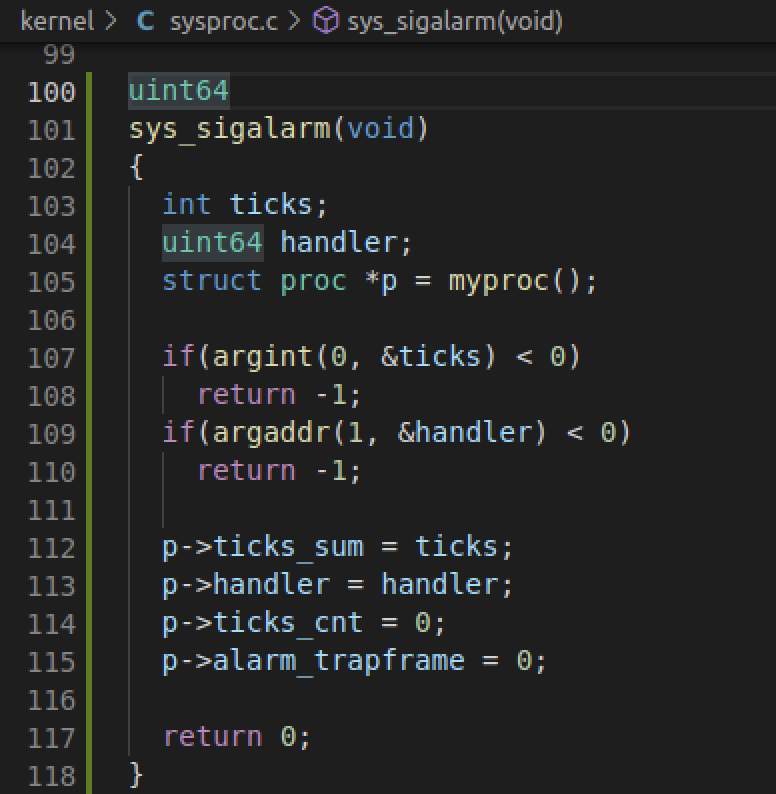 kernel > C sysproc.c > sys_sigalarm(void)
99
100 uint64
101 sys_sigalarm(void)
102 {
103   int ticks;
104   uint64 handler;
105   struct proc *p = myproc();
106
107   if(argint(0, &ticks) < 0)
108     return -1;
109   if(argaddr(1, &handler) < 0)
110     return -1;
111
112   p->ticks_sum = ticks;
113   p->handler = handler;
114   p->ticks_cnt = 0;
115   p->alarm_trapframe = 0;
116
117   return 0;
118 }